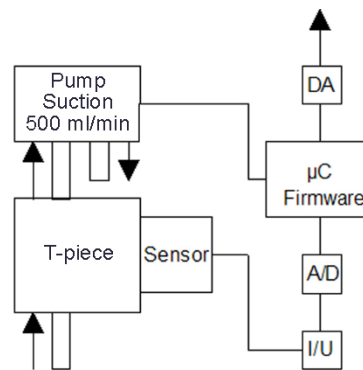 Pump
Suction
500 ml/min
DA
µC
Firmware
T-piece
Sensor
A/D
I/U